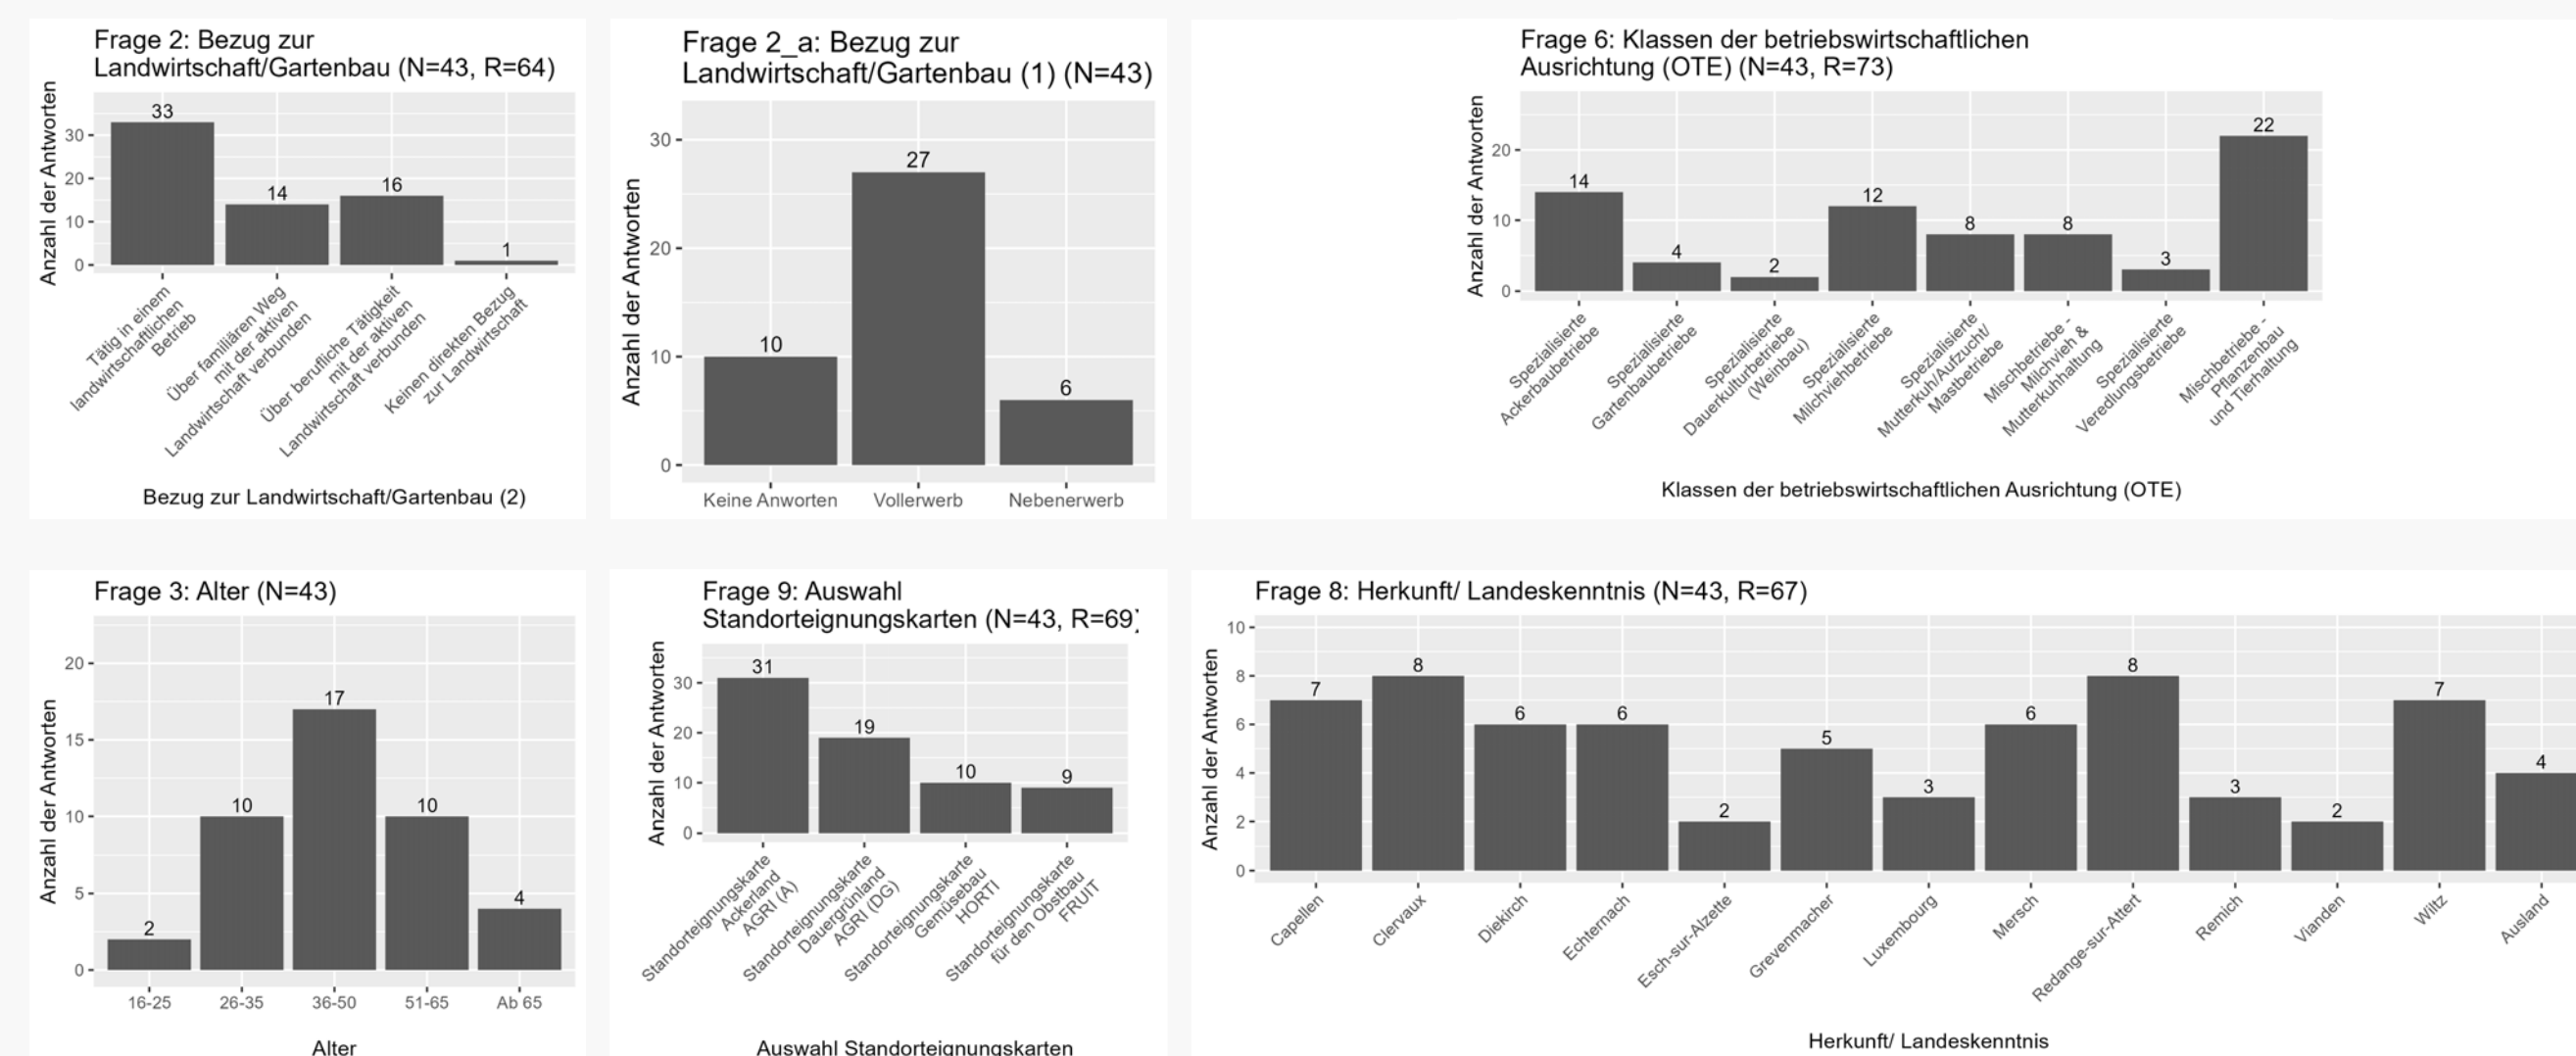 Frage 2: Bezug zur
Landwirtschaft/Gartenbau (N=43, R=64)
Anzahl der Antworten
30
20
10
0
33
14
16
1
Tätig in einem
landwirtschaftlichen
Betrieb
Über familiären Weg
mit der aktiven
Landwirtschaft verbunden
Über berufliche Tätigkeit
mit der aktiven
Landwirtschaft verbunden
Keinen direkten Bezug
zur Landwirtschaft
Bezug zur Landwirtschaft/Gartenbau (2)
Frage 2_a: Bezug zur
Landwirtschaft/Gartenbau (1) (N=43)
Anzahl der Antworten
30
20
10
0
10
27
6
Keine Anworten
Vollerwerb
Nebenerwerb
Frage 6: Klassen der betriebswirtschaftlichen
Ausrichtung (OTE) (N=43, R=73)
Anzahl der Antworten
20
10
0
14
4
2
12
8
8
3
22
Spezialisierte
Ackerbaubetriebe
Spezialisierte
Gartenbaubetriebe
Spezialisierte
Dauerkulturbetriebe
(Weinbau)
Spezialisierte
Milchviehbetriebe
Spezialisierte
Mutterkuh/Aufzucht/
Mastbetriebe
Mischbetriebe -
Milchvieh &
Mutterkuhhaltung
Spezialisierte
Veredlungsbetriebe
Mischbetriebe -
Pflanzenbau
und Tierhaltung
Klassen der betriebswirtschaftlichen Ausrichtung (OTE)
Frage 3: Alter (N=43)
Anzahl der Antworten
20
15
10
5
0
2
10
17
10
4
16-25
26-35
36-50
51-65
Ab 65
Alter
Frage 9: Auswahl
Standorteignungskarten (N=43, R=69)
Anzahl der Antworten
30
20
10
0
31
19
10
9
Standorteignungskarte
Ackerland
AGRI (A)
Standorteignungskarte
Dauergrünland
AGRI (DG)
Standorteignungskarte
Gemüsebau
HORTI
Standorteignungskarte
für den Obstbau
FRUIT
Auswahl Standorteignungskarten
Frage 8: Herkunft/ Landeskenntnis (N=43, R=67)
Anzahl der Antworten
10
8
6
4
2
0
7
8
6
6
2
5
3
6
8
3
2
7
4
Capellen
Clervaux
Diekirch
Echternach
Esch-sur-Alzette
Grevenmacher
Luxembourg
Mersch
Redange-sur-Attert
Remich
Vianden
Wiltz
Ausland
Herkunft/ Landeskenntnis